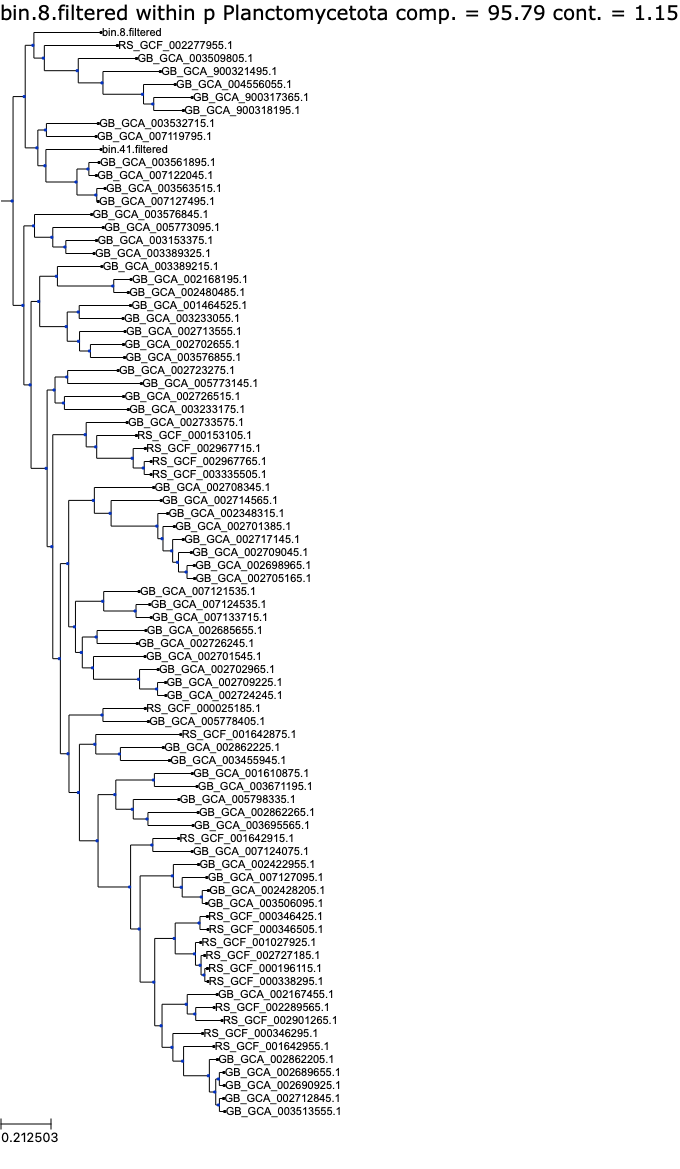 bin.8.filtered within p Planctomycetota comp. = 95.79 cont. = 1.15
bin.8.filtered
RS_GCF_002277955.1
GB_GCA_003509805.1
GB_GCA_900321495.1
GB_GCA_004556055.1
GB_GCA_900317365.1
GB_GCA_900318195.1
GB_GCA_003532715.1
GB_GCA_007119795.1
bin.41.filtered
GB_GCA_003561895.1
GB_GCA_007122045.1
GB_GCA_003563515.1
GB_GCA_007127495.1
GB_GCA_003576845.1
GB_GCA_005773095.1
GB_GCA_003153375.1
GB_GCA_003389325.1
GB_GCA_003389215.1
GB_GCA_002168195.1
GB_GCA_002480485.1
GB_GCA_001464525.1
GB_GCA_003233055.1
GB_GCA_002713555.1
GB_GCA_002702655.1
GB_GCA_003576855.1
GB_GCA_002723275.1
GB_GCA_005773145.1
GB_GCA_002726515.1
GB_GCA_003233175.1
GB_GCA_002733575.1
RS_GCF_000153105.1
RS_GCF_002967715.1
RS_GCF_002967765.1
RS_GCF_003335505.1
GB_GCA_002708345.1
GB_GCA_002714565.1
GB_GCA_002348315.1
GB_GCA_002701385.1
GB_GCA_002717145.1
GB_GCA_002709045.1
GB_GCA_002698965.1
GB_GCA_002705165.1
GB_GCA_007121535.1
GB_GCA_007124535.1
GB_GCA_007133715.1
GB_GCA_002685655.1
GB_GCA_002726245.1
GB_GCA_002701545.1
GB_GCA_002702965.1
GB_GCA_002709225.1
GB_GCA_002724245.1
RS_GCF_000025185.1
GB_GCA_005778405.1
RS_GCF_001642875.1
GB_GCA_002862225.1
GB_GCA_003455945.1
GB_GCA_001610875.1
GB_GCA_003671195.1
GB_GCA_005798335.1
GB_GCA_002862265.1
GB_GCA_003695565.1
RS_GCF_001642915.1
GB_GCA_007124075.1
GB_GCA_002422955.1
GB_GCA_007127095.1
GB_GCA_002428205.1
GB_GCA_003506095.1
RS_GCF_000346425.1
RS_GCF_000346505.1
RS_GCF_001027925.1
RS_GCF_002727185.1
RS_GCF_000196115.1
RS_GCF_000338295.1
GB_GCA_002167455.1
RS_GCF_002289565.1
RS_GCF_002901265.1
RS_GCF_000346295.1
RS_GCF_001642955.1
GB_GCA_002862205.1
GB_GCA_002689655.1
GB_GCA_002690925.1
GB_GCA_002712845.1
GB_GCA_003513555.1
0.212503